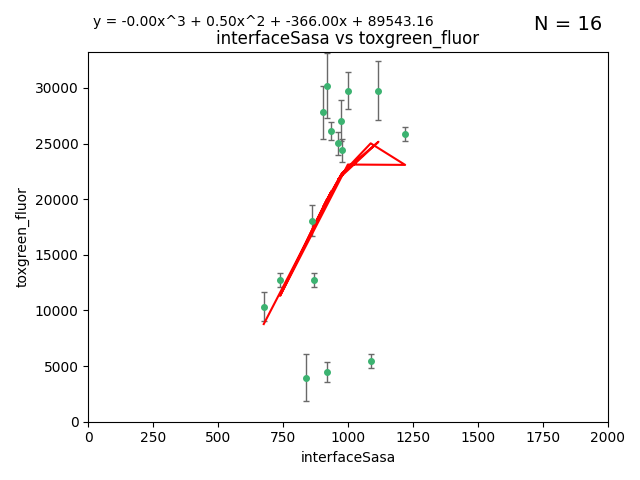 y = -0.00x^3 + 0.50x^2 + -366.00x + 89543.16
N = 16
interfaceSasa vs toxgreen_fluor
30000
25000
20000
15000
10000
5000
0
toxgreen_fluor
0 250 500 750 1000 1250 1500 1750 2000
interfaceSasa